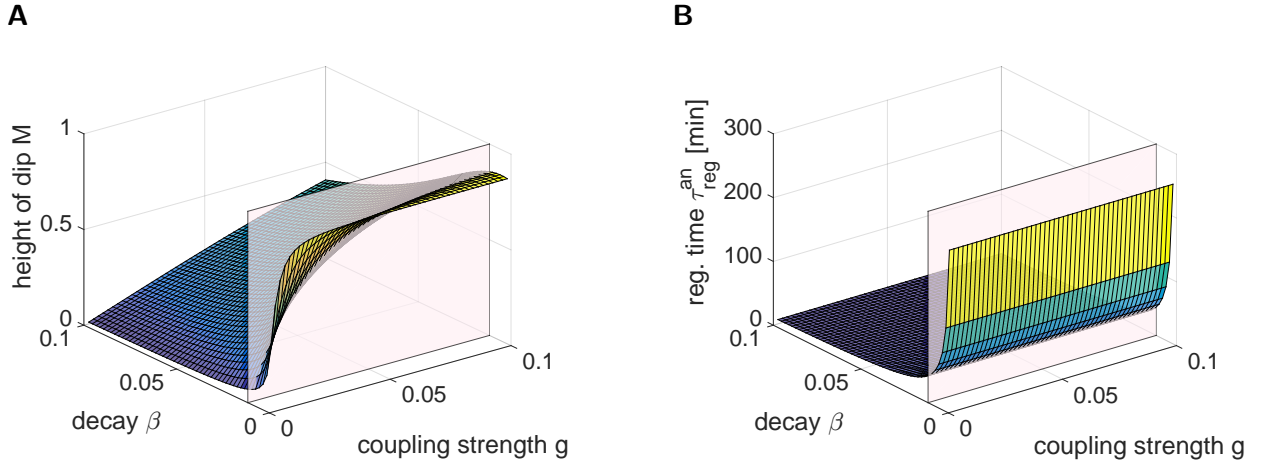 A
height of dip M
1
0.5
0
0.1
0.05
0
decay β
0
0.05
0.1
coupling strength g
B
reg. time τ_reg^an [min]
300
200
100
0
0.1
0.05
0
decay β
0
0.05
0.1
coupling strength g